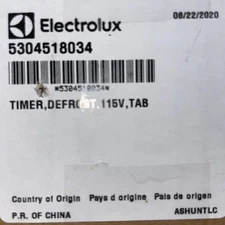 Electrolux 06/22/2020
5304518034
*5304518034*
TIMER,DEFROST,115V,TAB
Country of Origin Pays d origine Pais de origen
P.R. OF CHINA ASHUNTLC